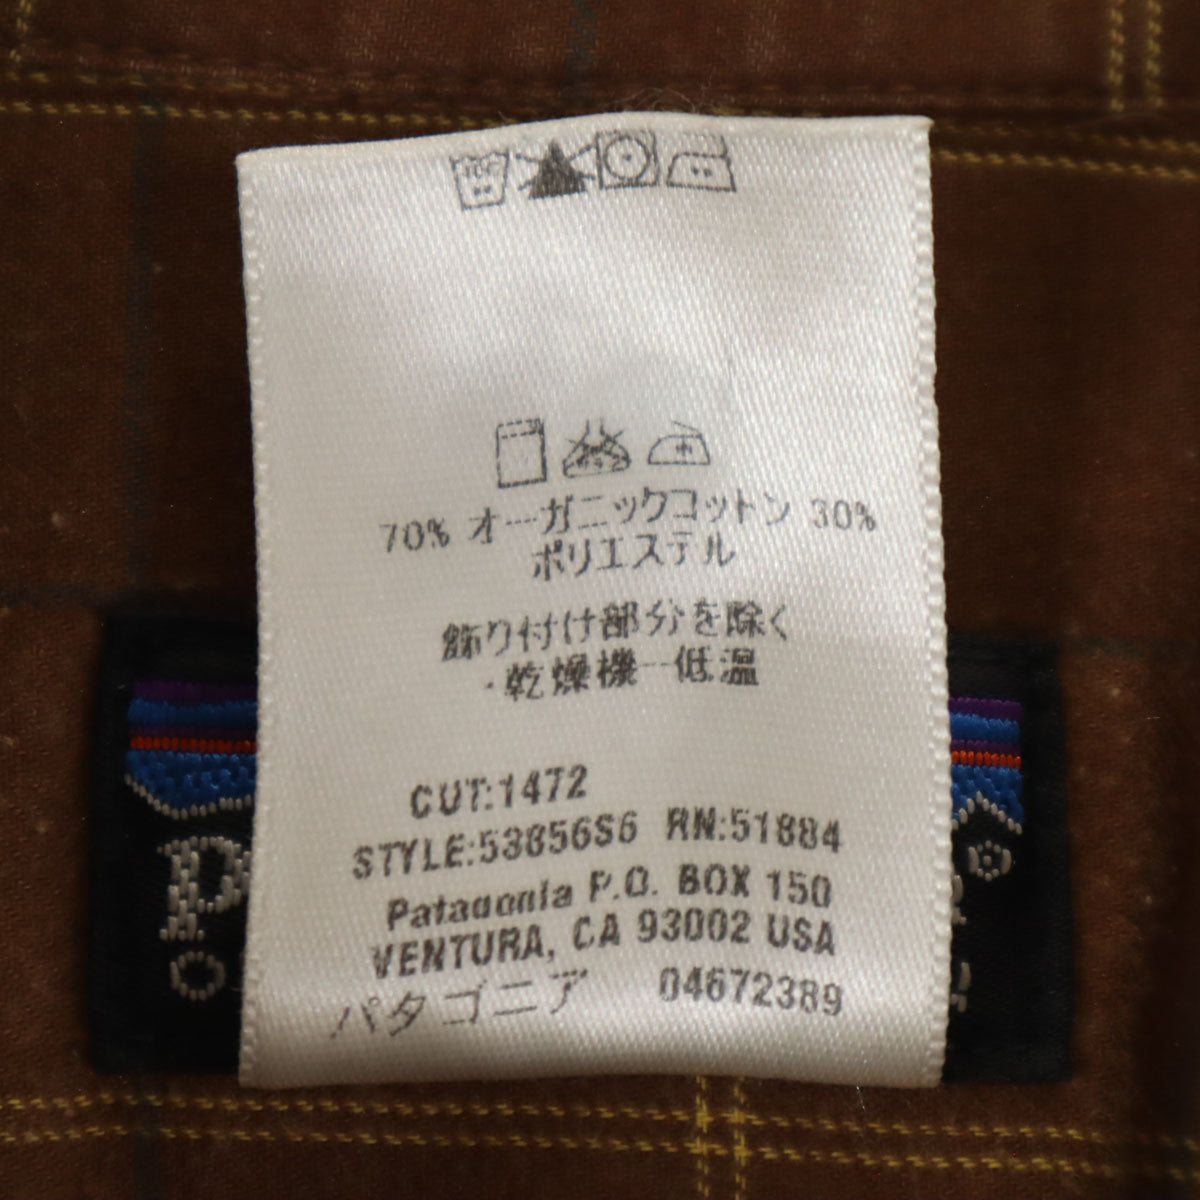 70% オーガニックコットン 30%
ポリエステル
飾り付け部分を除く
・乾燥機ー低温
CUT:1472
STYLE:53856S6 RN:51884
Patagonia P.O. BOX 150
VENTURA, CA 93002 USA
パタゴニア 04672389